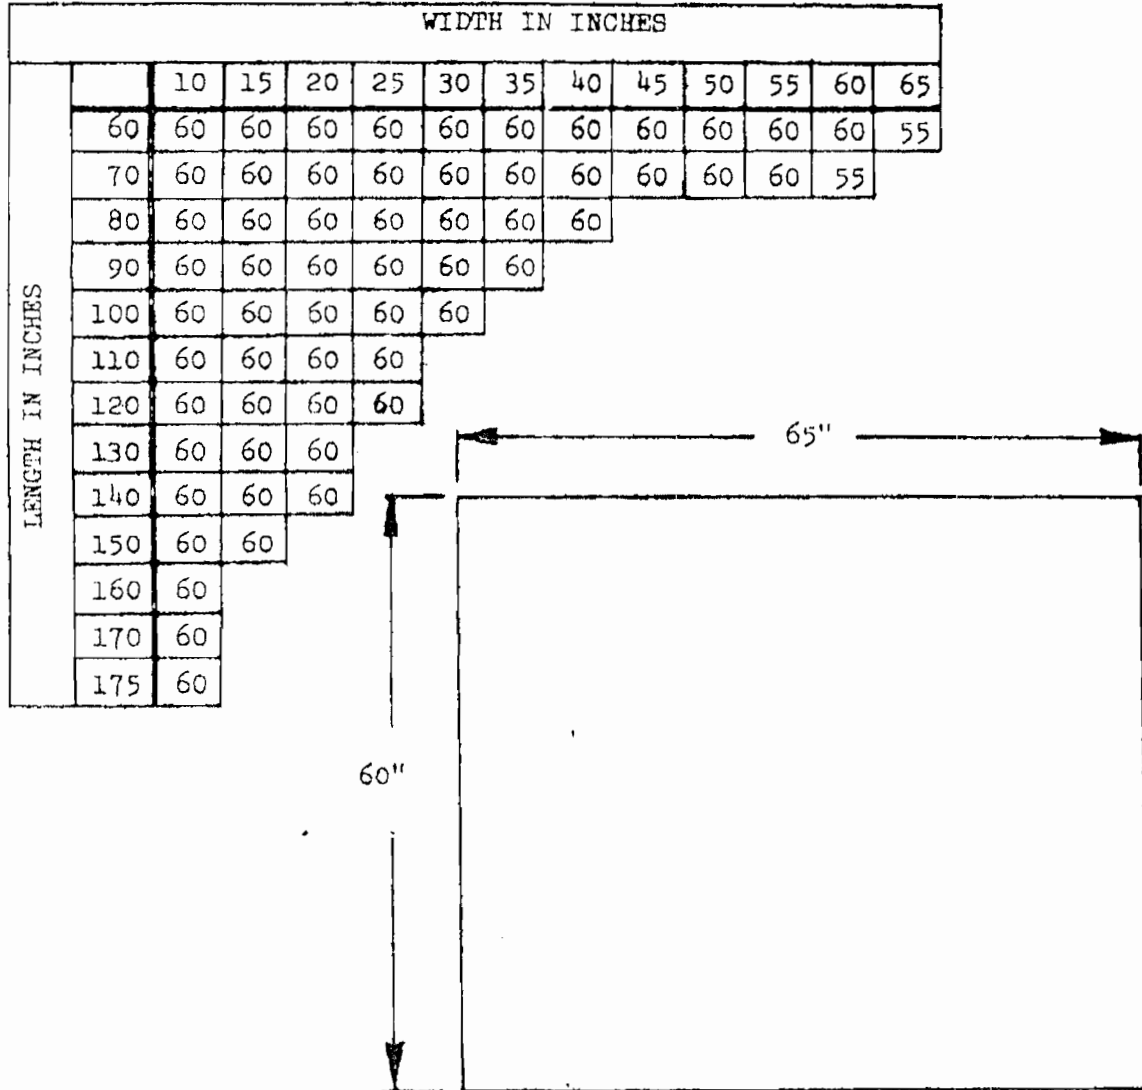 WIDTH IN INCHES
10 15 20 25 30 35 40 45 50 55 60 65
60 60 60 60 60 60 60 60 60 60 60 60 55
70 60 60 60 60 60 60 60 60 60 60 55
80 60 60 60 60 60 60 60
90 60 60 60 60 60 60
100 60 60 60 60 60
110 60 60 60 60
120 60 60 60 60
130 60 60 60
140 60 60 60
150 60 60
160 60
170 60
175 60
LENGTH IN INCHES
65"
60"